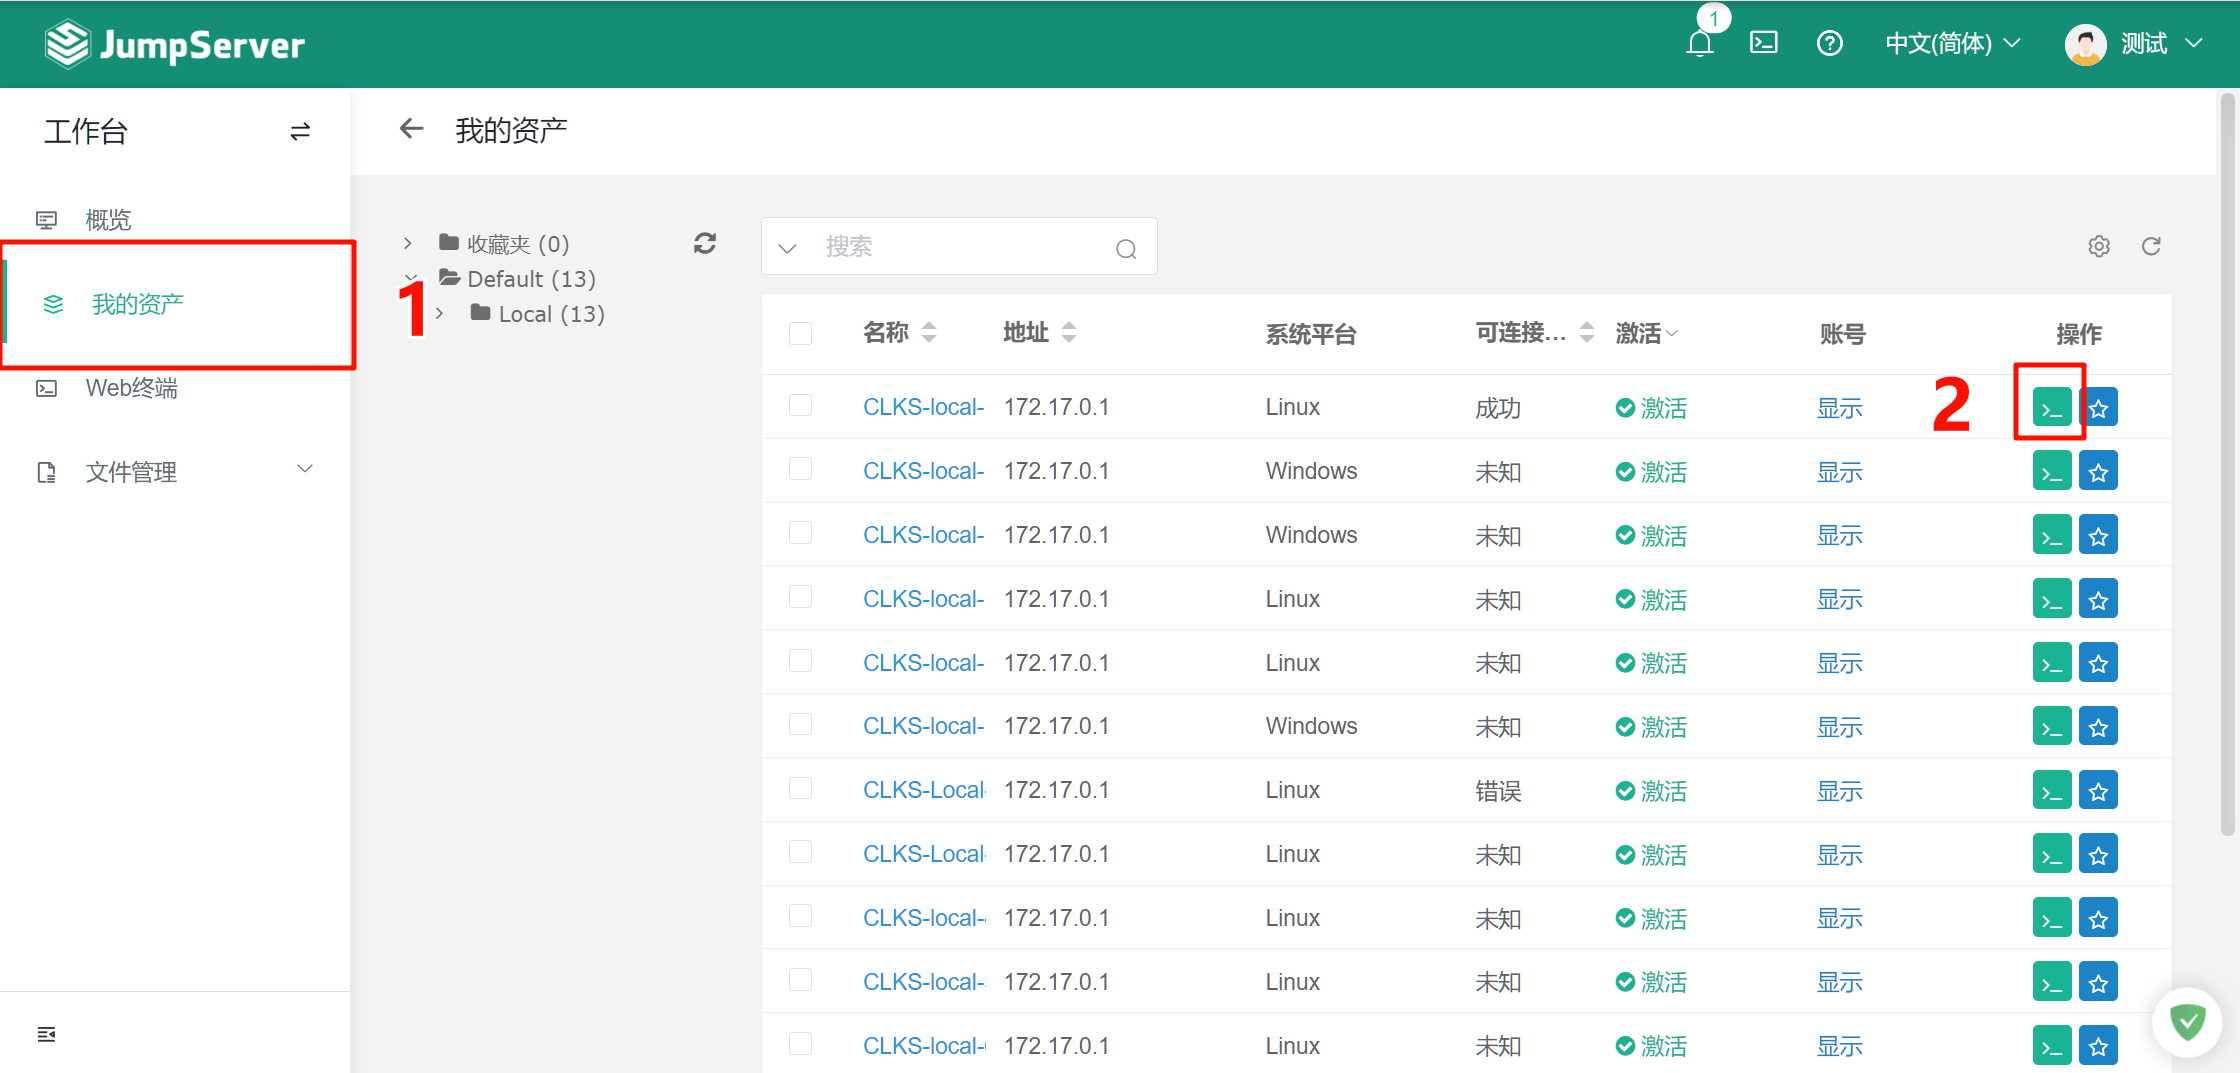 JumpServer
1
中文(简体)
测试
工作台
我的资产
概览
我的资产
Web终端
文件管理
收藏夹 (0)
Default (13)
Local (13)
1
搜索
名称 地址 系统平台 可连接... 激活 账号 操作
2
CLKS-local- 172.17.0.1 Linux 成功 激活 显示
CLKS-local- 172.17.0.1 Windows 未知 激活 显示
CLKS-local- 172.17.0.1 Windows 未知 激活 显示
CLKS-local- 172.17.0.1 Linux 未知 激活 显示
CLKS-local- 172.17.0.1 Linux 未知 激活 显示
CLKS-local- 172.17.0.1 Windows 未知 激活 显示
CLKS-Local- 172.17.0.1 Linux 错误 激活 显示
CLKS-Local- 172.17.0.1 Linux 未知 激活 显示
CLKS-local- 172.17.0.1 Linux 未知 激活 显示
CLKS-local- 172.17.0.1 Linux 未知 激活 显示
CLKS-local- 172.17.0.1 Linux 未知 激活 显示